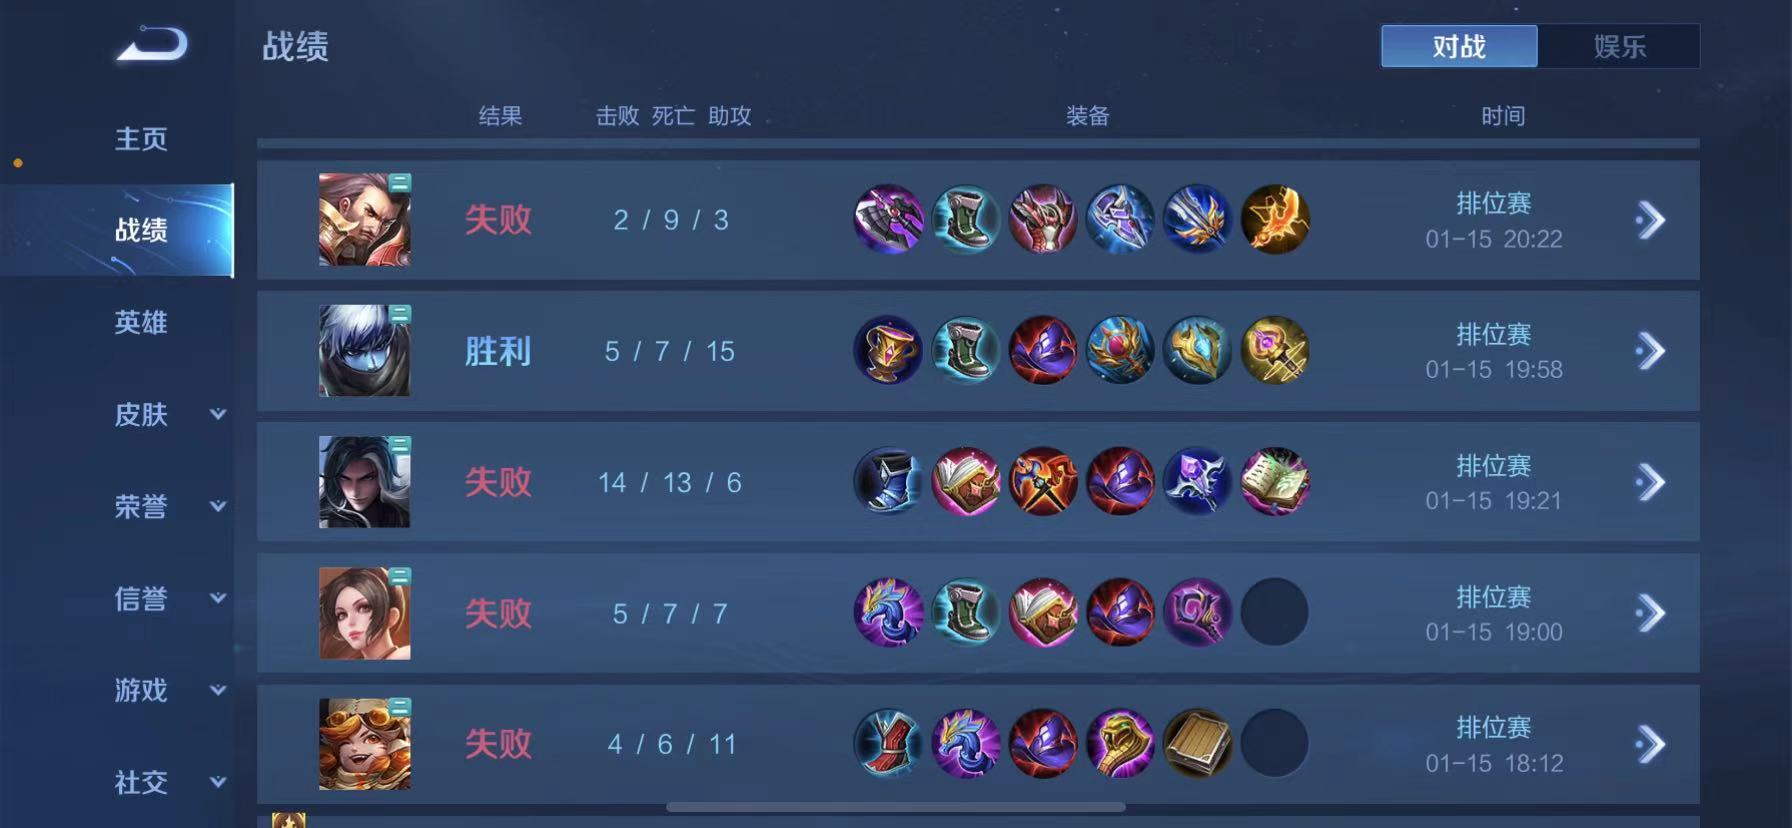 战绩
对战 娱乐
结果 击败 死亡 助攻 装备 时间
主页
战绩
英雄
皮肤
荣誉
信誉
游戏
社交
失败 2 / 9 / 3 排位赛
01-15 20:22
胜利 5 / 7 / 15 排位赛
01-15 19:58
失败 14 / 13 / 6 排位赛
01-15 19:21
失败 5 / 7 / 7 排位赛
01-15 19:00
失败 4 / 6 / 11 排位赛
01-15 18:12